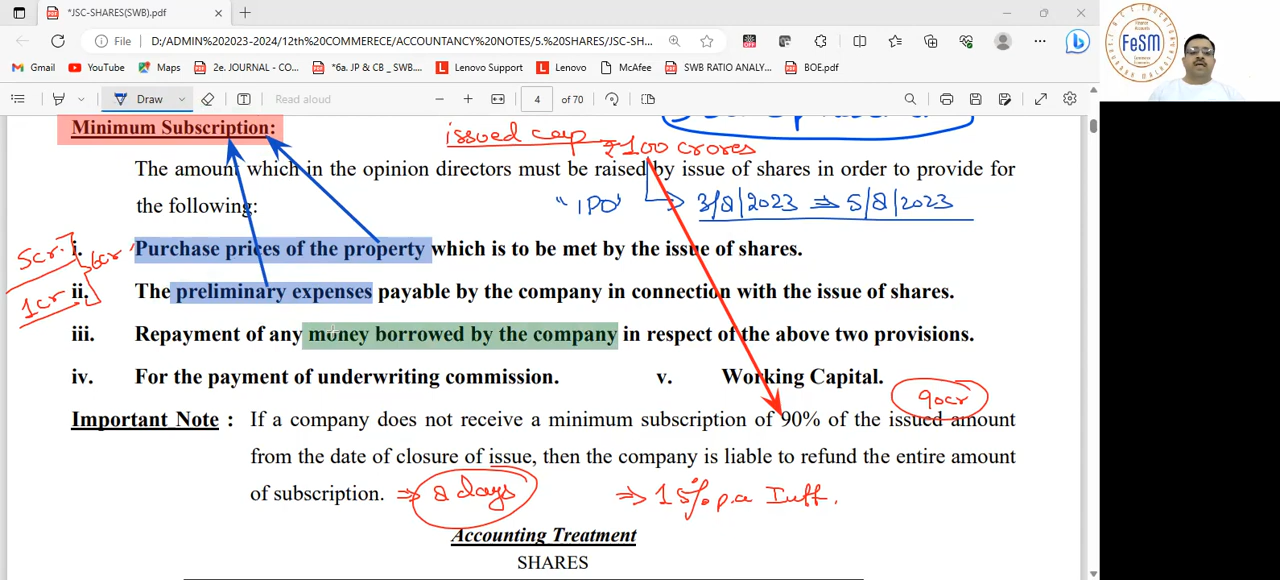 *JSC-SHARES(SWB).pdf
File
D:/ADMIN%202023-2024/12th%20COMMERECE/ACCOUNTANCY%20NOTES/5.%20SHARES/JSC-SH...
Gmail YouTube Maps 2e. JOURNAL - CO... *6a. JP & CB _ SWB.... Lenovo Support Lenovo McAfee SWB RATIO ANALY... BOE.pdf
Draw Read aloud 4 of 70
FeSM
Minimum Subscription:
issued cap → ₹100 crores
The amount which in the opinion directors must be raised by issue of shares in order to provide for
the following:
"IPO" 3/8/2023 ⇒ 5/8/2023
5cr. 6cr
i. Purchase prices of the property which is to be met by the issue of shares.
1cr
ii. The preliminary expenses payable by the company in connection with the issue of shares.
iii. Repayment of any money borrowed by the company in respect of the above two provisions.
iv. For the payment of underwriting commission. v. Working Capital.
90cr
Important Note : If a company does not receive a minimum subscription of 90% of the issued amount
from the date of closure of issue, then the company is liable to refund the entire amount
of subscription. ⇒ 8 days ⇒ 15% p.a Intt.
Accounting Treatment
SHARES